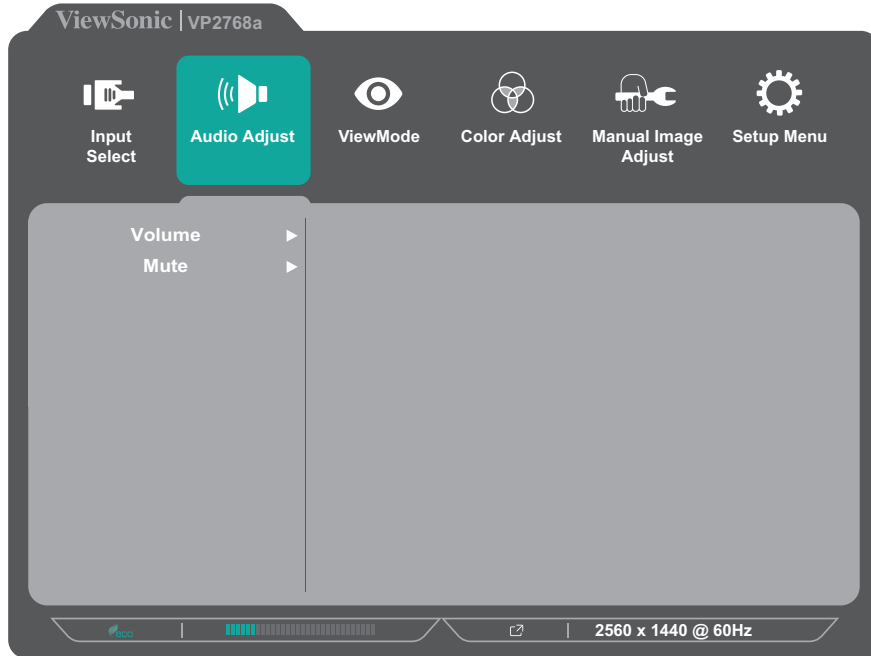 ViewSonic | VP2768a
Input Select
Audio Adjust
ViewMode
Color Adjust
Manual Image Adjust
Setup Menu
Volume
Mute
eco
2560 x 1440 @ 60Hz